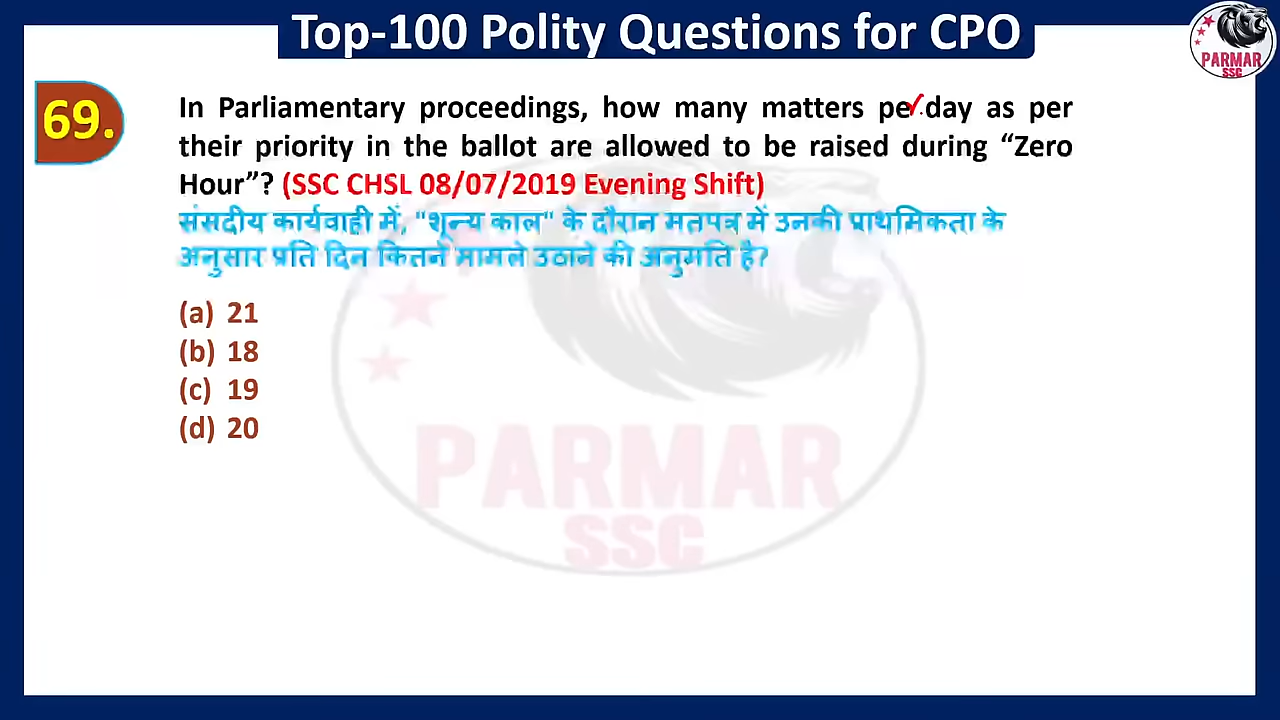 Top-100 Polity Questions for CPO
PARMAR
SSC
69.
In Parliamentary proceedings, how many matters per day as per
their priority in the ballot are allowed to be raised during “Zero
Hour”? (SSC CHSL 08/07/2019 Evening Shift)
संसदीय कार्यवाही में, "शून्य काल" के दौरान मतपत्र में उनकी प्राथमिकता के
अनुसार प्रति दिन कितने मामले उठाने की अनुमति है?
(a) 21
(b) 18
(c) 19
(d) 20
PARMAR
SSC